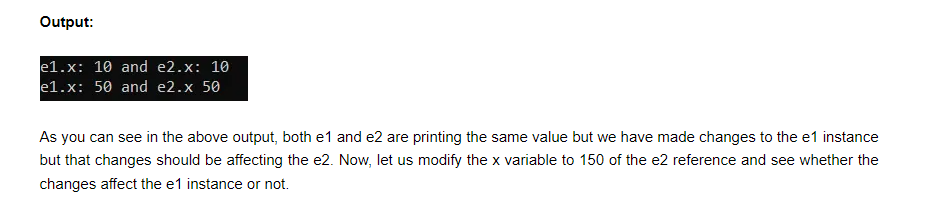 Output:
e1.x: 10 and e2.x: 10
e1.x: 50 and e2.x 50
As you can see in the above output, both e1 and e2 are printing the same value but we have made changes to the e1 instance
but that changes should be affecting the e2. Now, let us modify the x variable to 150 of the e2 reference and see whether the
changes affect the e1 instance or not.